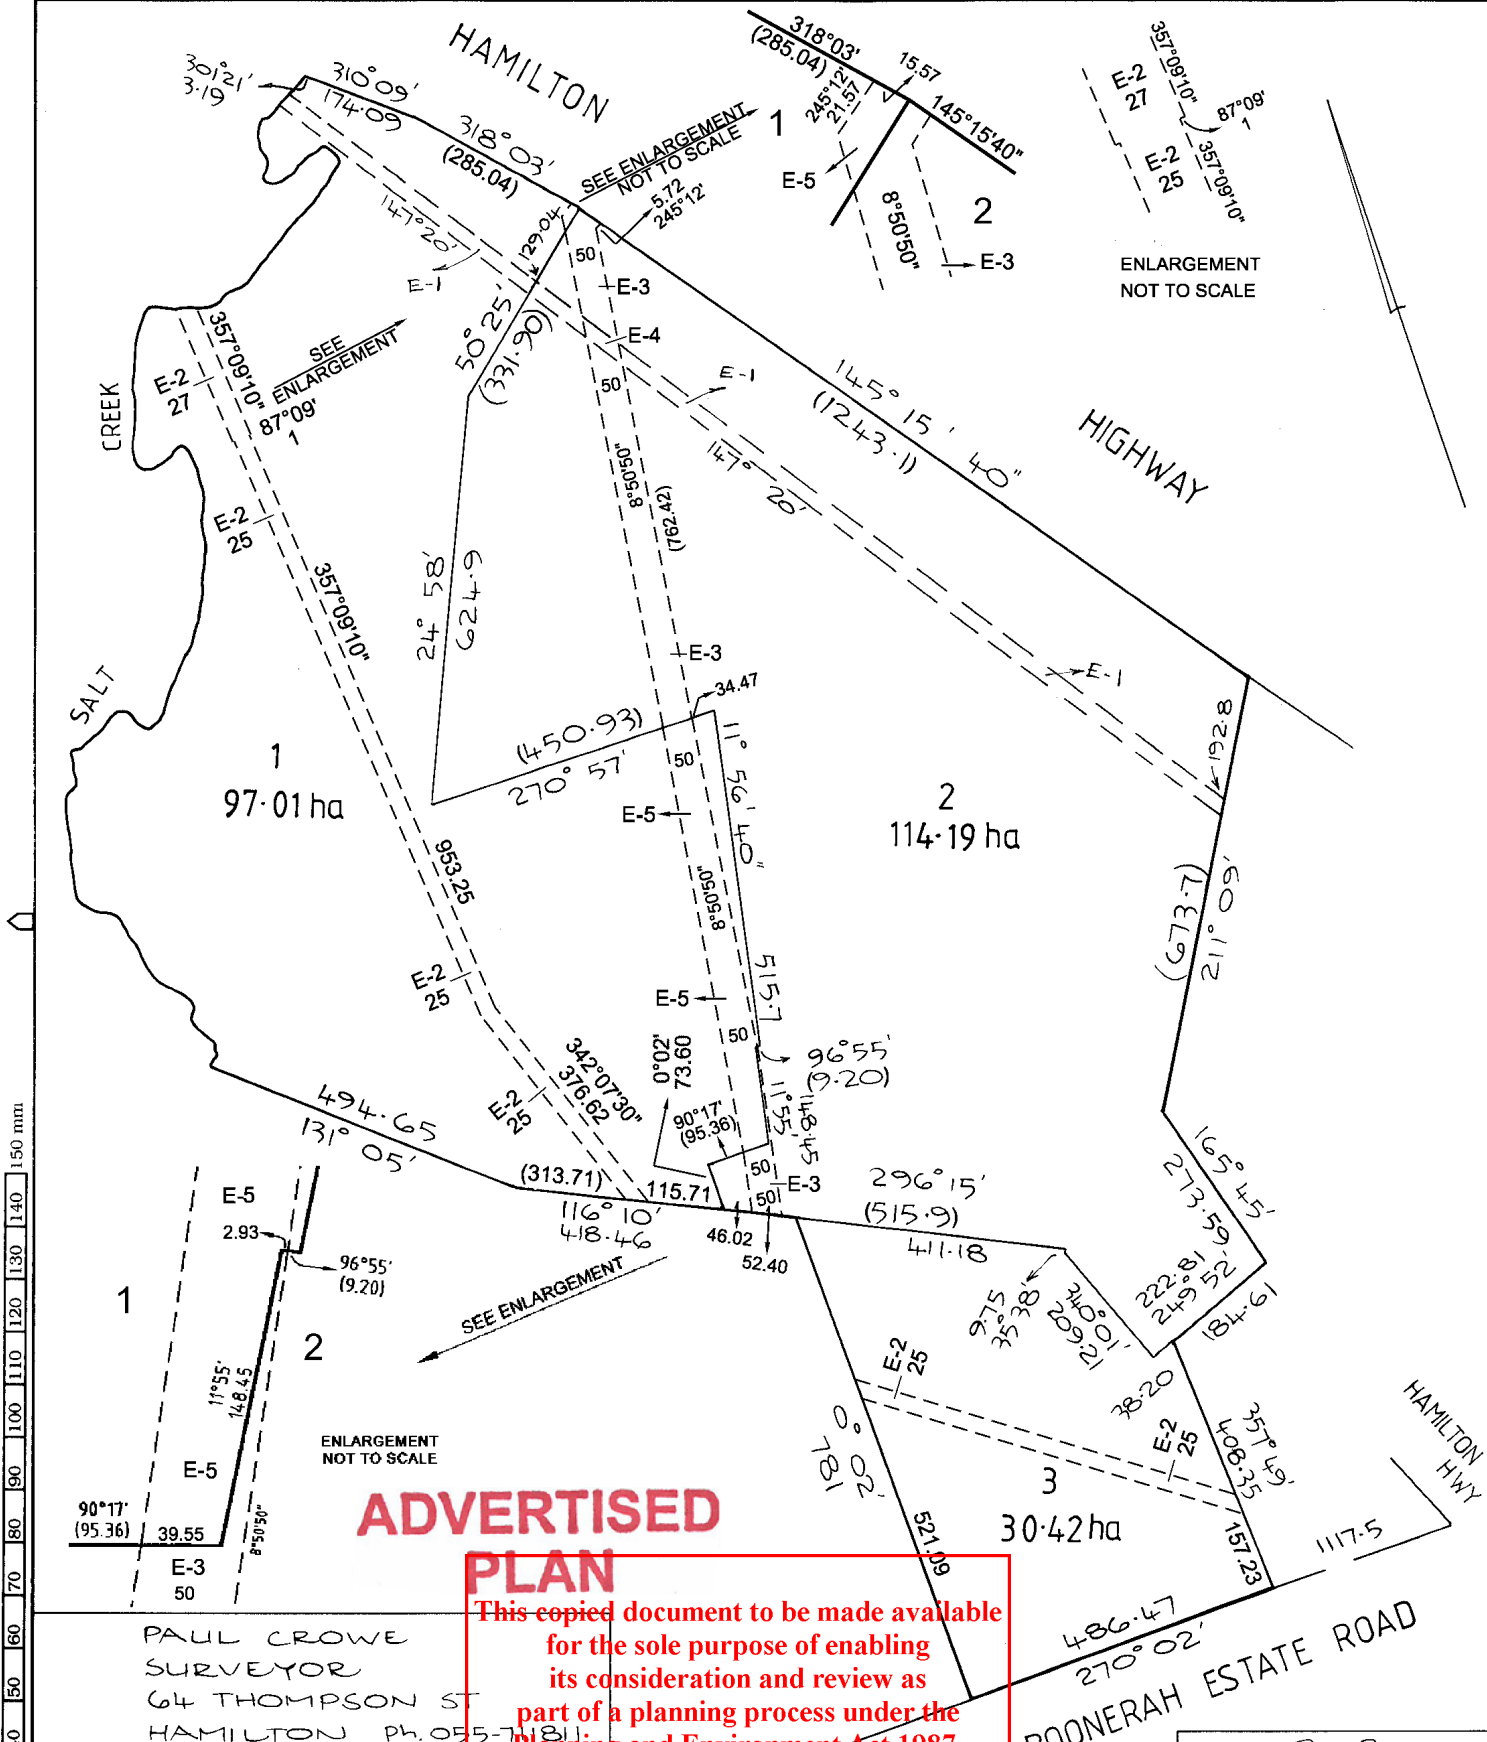 HAMILTON
HIGHWAY
301°21'
3·19
310°09'
174·09
318°03'
(285.04)
SEE ENLARGEMENT
NOT TO SCALE
5.72
245°12'
318°03'
(285.04)
15.57
245°12'
21.57
145°15'40"
1
E-5
8°50'50"
2
E-3
357°09'10"
E-2
27
87°09'
1
E-2
25
357°09'10"
ENLARGEMENT
NOT TO SCALE
147°20'
E-1
129.04
50
E-3
E-4
50°25'
(331.90)
50
E-1
145° 15' 40"
(1243·1)
147° 20'
CREEK
SALT
E-2
27
357°09'10"
SEE
ENLARGEMENT
87°09'
1
E-2
25
357°09'10"
24° 58'
624·9
8°50'50"
(762.42)
E-3
34.47
E-1
192·8
(450·93)
270° 57'
50
11° 56' 40"
1
97·01 ha
E-5
2
114·19 ha
953.25
8°50'50"
(673·7)
211° 09'
E-2
25
E-5
515·7
50
0°02'
73.60
96°55'
(9·20)
342°07'30"
376.62
E-2
25
90°17'
(95.36)
11°55'
148·45
494·65
131° 05'
(313.71)
115.71
50
50
E-3
116° 10'
418·46
46.02
52.40
296°15'
(515·9)
411·18
165° 45'
273·59
222·81
249°52'
184·61
9·75
35°38'
340°01'
209·21
38·20
SEE ENLARGEMENT
E-5
2.93
96°55'
(9.20)
1
2
11°55'
148.45
E-5
90°17'
(95.36)
39.55
8°50'50"
E-3
50
ENLARGEMENT
NOT TO SCALE
E-2
25
0° 02'
781
E-2
25
357° 49'
408·35
3
30·42 ha
521.09
157.23
HAMILTON
HWY
1117·5
486·47
270°02'
ESTATE ROAD
150 mm
140
130
120
110
100
90
80
70
60
50
ADVERTISED
PLAN
This copied document to be made available
for the sole purpose of enabling
its consideration and review as
part of a planning process under the
Planning and Environment Act 1987
PAUL CROWE
SURVEYOR
64 THOMPSON ST
HAMILTON Ph. 055-711811